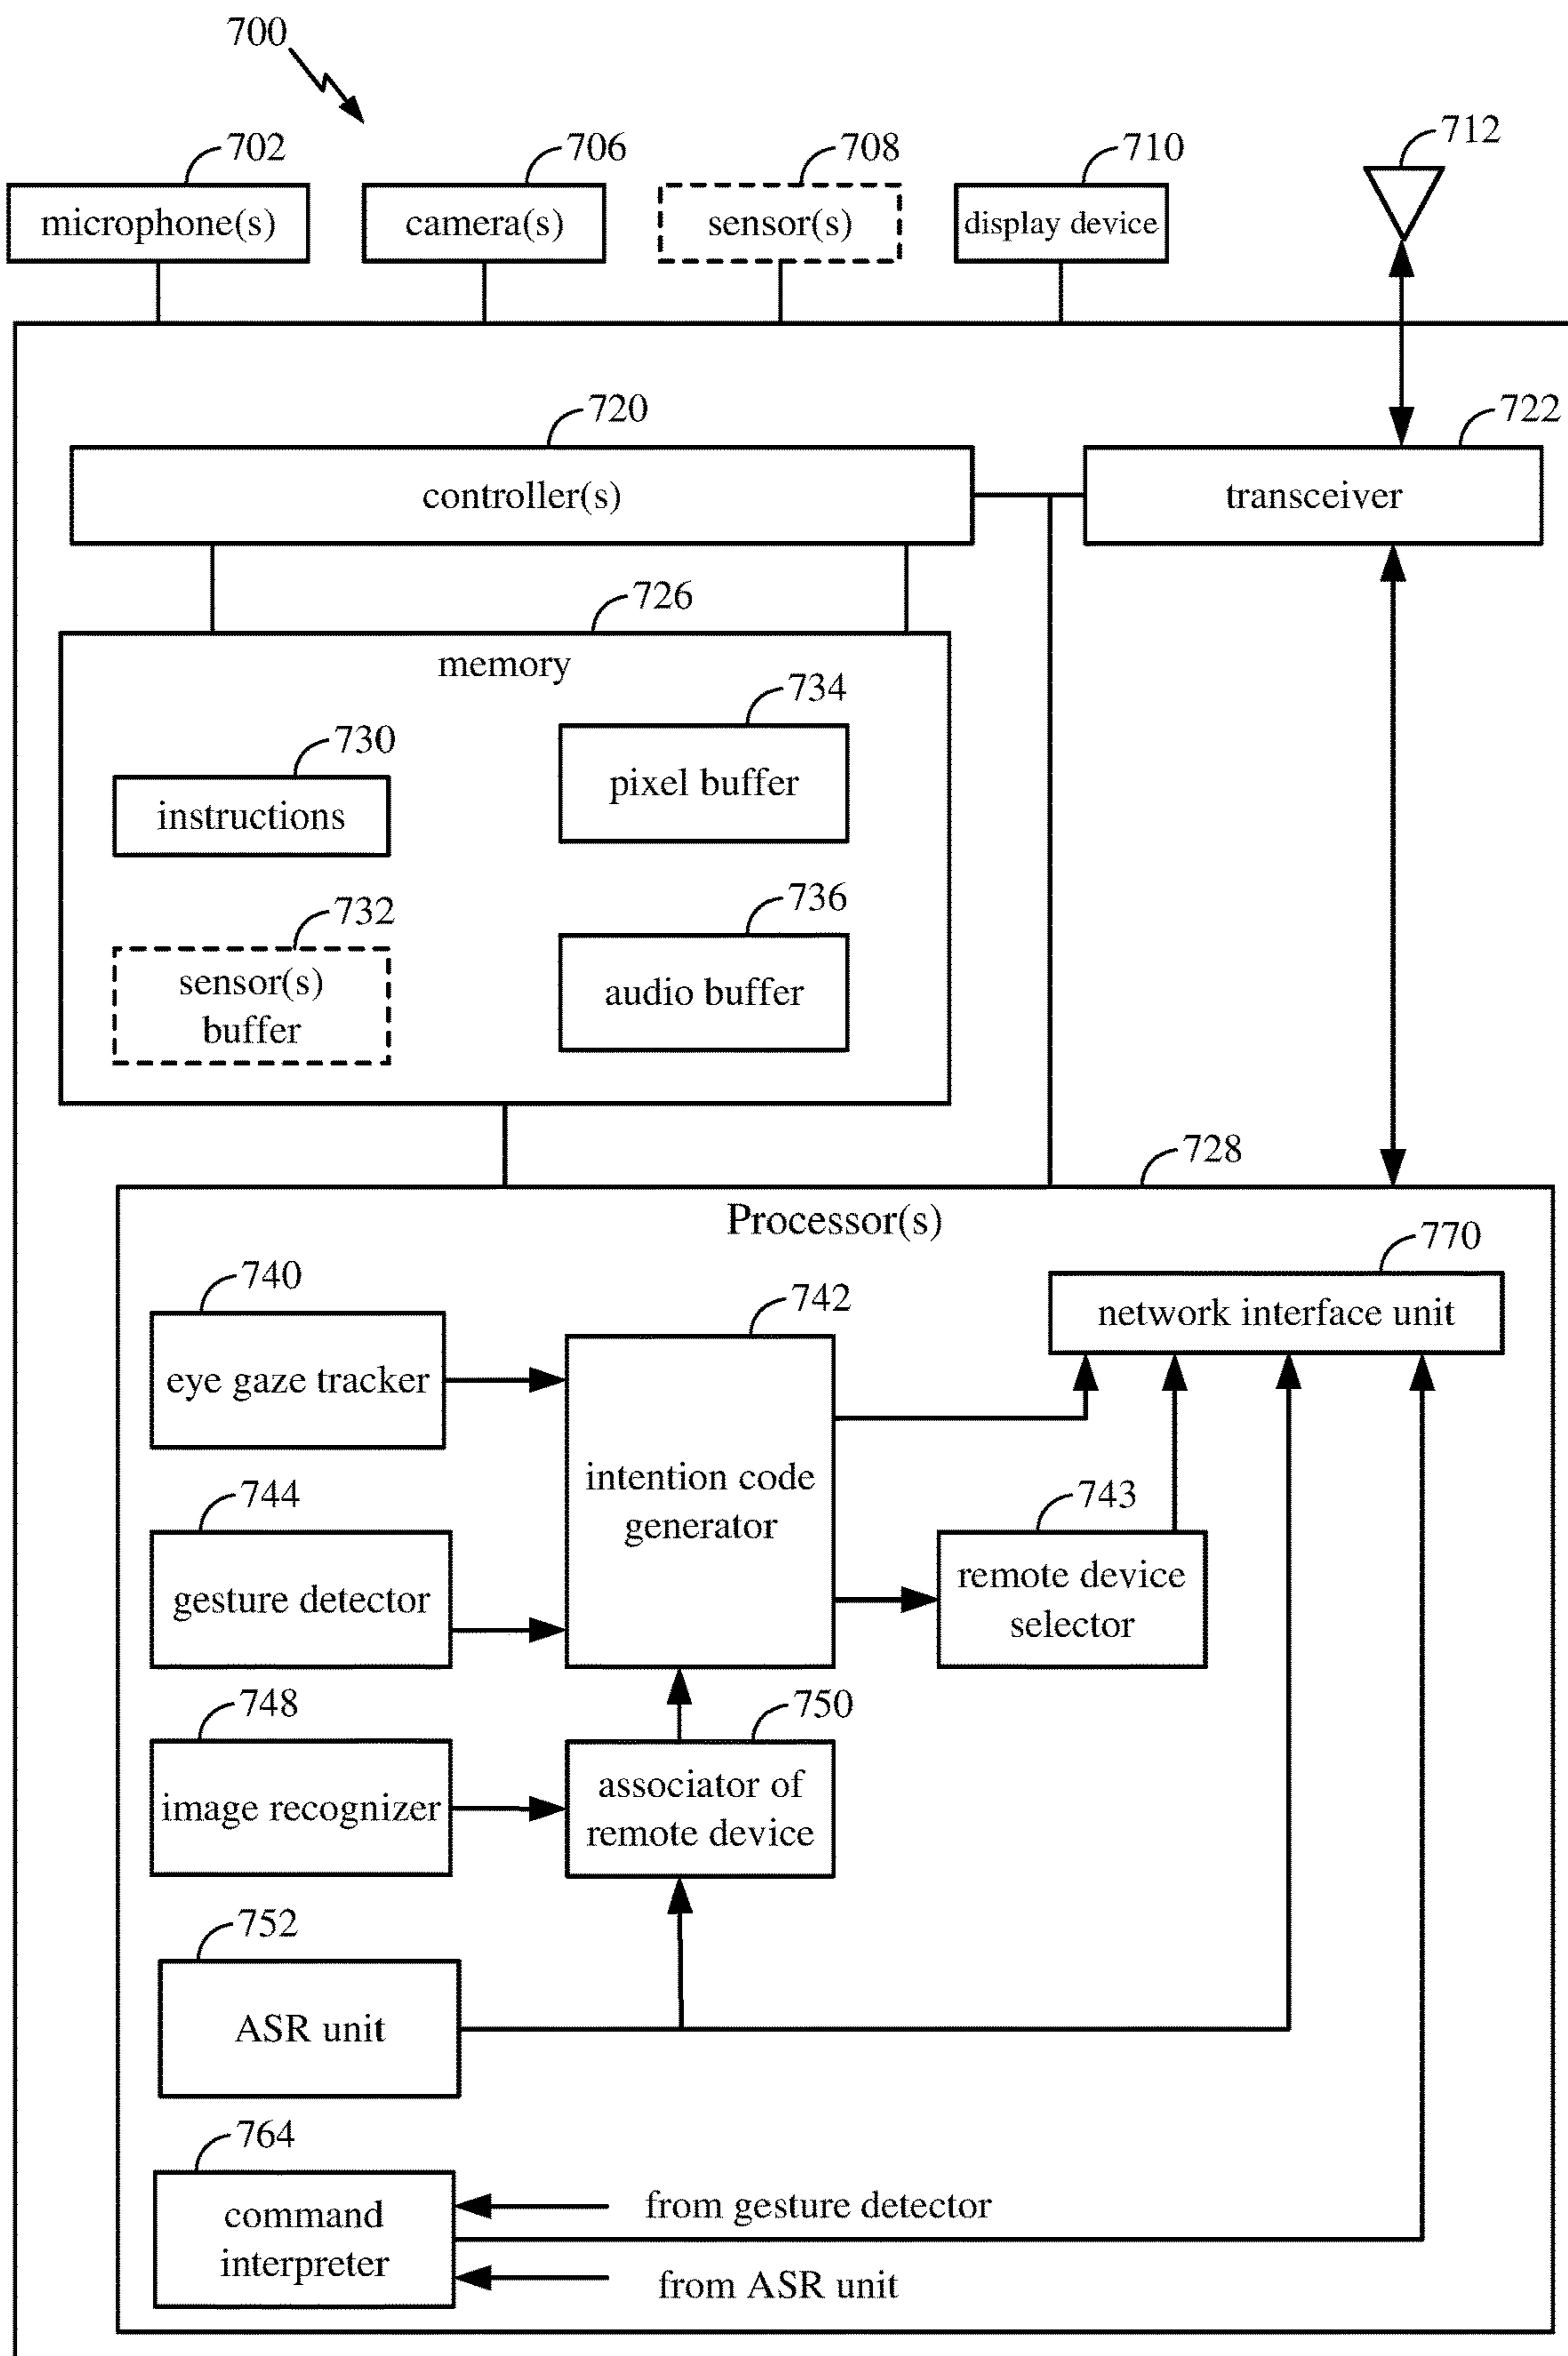 700
702
706
708
710
712
microphone(s)
camera(s)
sensor(s)
display device
720
722
controller(s)
transceiver
726
memory
734
730
pixel buffer
instructions
732
736
sensor(s)
buffer
audio buffer
728
Processor(s)
770
740
742
network interface unit
eye gaze tracker
intention code
generator
744
743
gesture detector
remote device
selector
748
750
image recognizer
associator of
remote device
752
ASR unit
764
command
interpreter
from gesture detector
from ASR unit